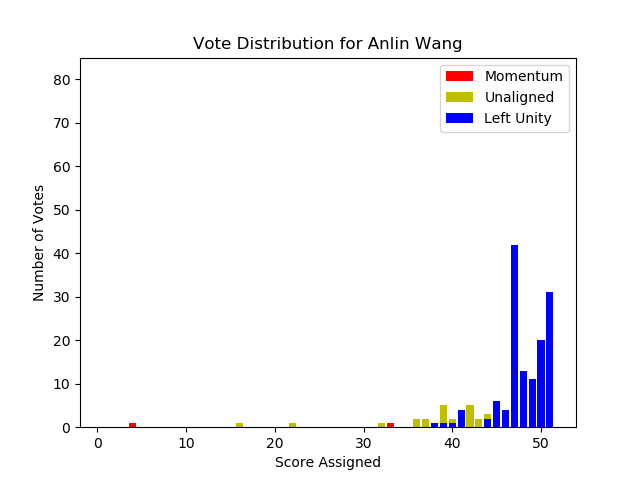 Vote Distribution for Anlin Wang
Momentum
Unaligned
Left Unity
Number of Votes
80
70
60
50
40
30
20
10
0
0 10 20 30 40 50
Score Assigned